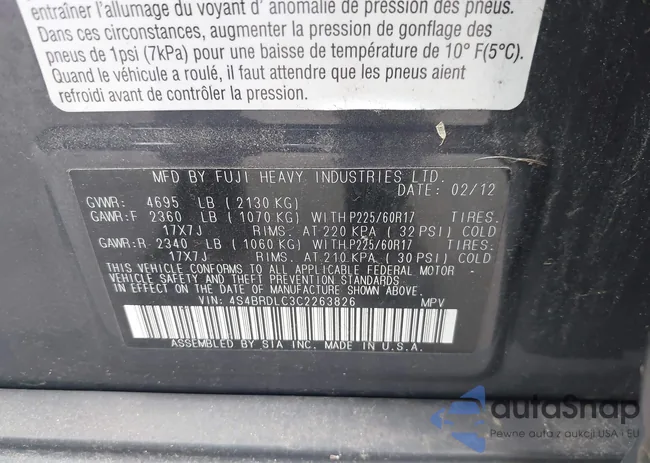 entraîner l'allumage du voyant d' anomalie de pression des pneus.
Dans ces circonstances, augmenter la pression de gonflage des
pneus de 1psi (7kPa) pour une baisse de température de 10° F(5°C).
Quand le véhicule a roulé, il faut attendre que les pneus aient
refroidi avant de contrôler la pression.
MFD BY FUJI HEAVY INDUSTRIES LTD.
DATE: 02/12
GVWR: 4695 LB (2130 KG)
GAWR:F 2360 LB (1070 KG) WITH P225/60R17 TIRES.
17X7J RIMS. AT 220 KPA (32 PSI) COLD
GAWR:R 2340 LB (1060 KG) WITH P225/60R17 TIRES.
17X7J RIMS. AT 210 KPA (30 PSI) COLD
THIS VEHICLE CONFORMS TO ALL APPLICABLE FEDERAL MOTOR
VEHICLE SAFETY AND THEFT PREVENTION STANDARDS
IN EFFECT ON THE DATE OF MANUFACTURE SHOWN ABOVE.
VIN: 4S4BRDLC3C2263826 MPV
ASSEMBLED BY SIA INC. MADE IN U.S.A.
autoSnap
Pewne auta z aukcji USA i EU